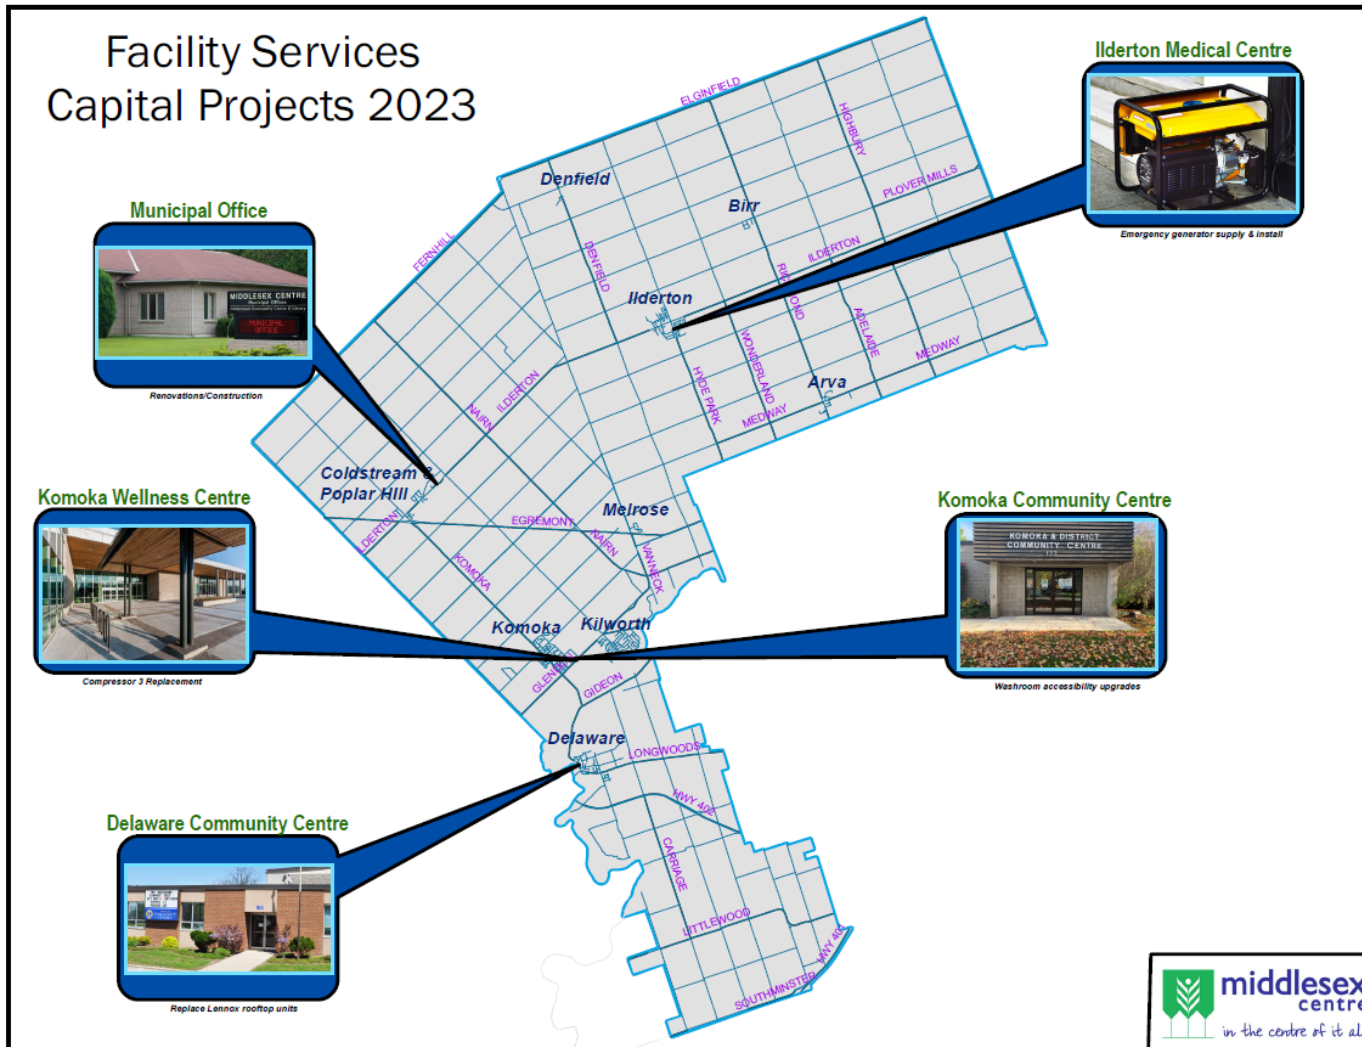 Facility Services
Capital Projects 2023
Ilderton Medical Centre
Emergency generator supply & install
Municipal Office
MIDDLESEX CENTRE
Municipal Offices
MUNICIPAL
OFFICE
Renovations/Construction
Komoka Wellness Centre
Compressor 3 Replacement
Komoka Community Centre
KOMOKA & DISTRICT
COMMUNITY CENTRE
Washroom accessibility upgrades
Delaware Community Centre
Replace Lennox rooftop units
ELGINFIELD
HIGHBURY
Denfield
PLOVER MILLS
Birr
FERNHILL
DENFIELD
ILDERTON
RICHMOND
Ilderton
WONDERLAND
ADELAIDE
MEDWAY
HYDE PARK
Arva
MEDWAY
NAIRN
ILDERTON
Coldstream &
Poplar Hill
Melrose
EGREMONT
ILDERTON
NAIRN
VANNECK
KOMOKA
Komoka
Kilworth
GIDEON
Delaware
LONGWOODS
HWY 402
CARRIAGE
LITTLEWOOD
HWY 401
SOUTHMINSTER
middlesex
centre
in the centre of it al